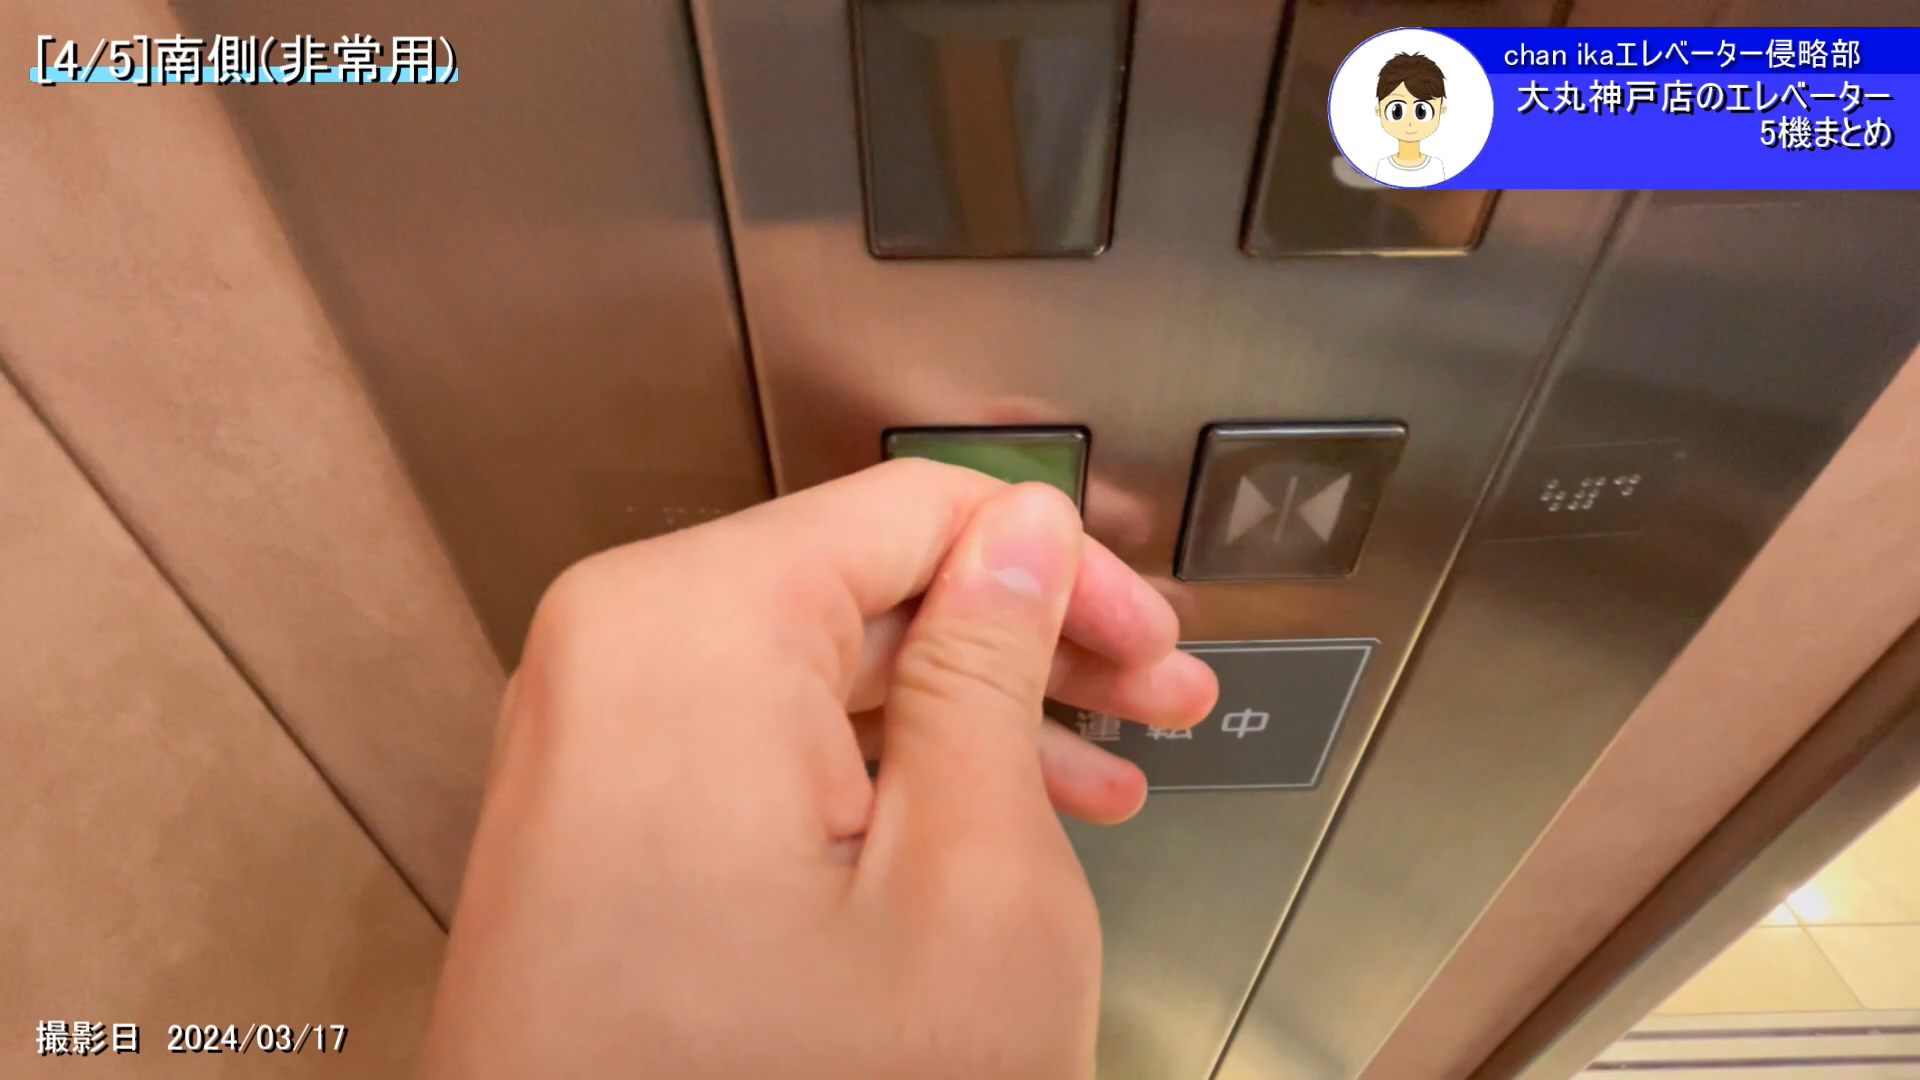 [4/5]南側(非常用)
chan ikaエレベーター侵略部
大丸神戸店のエレベーター
5機まとめ
中
撮影日 2024/03/17